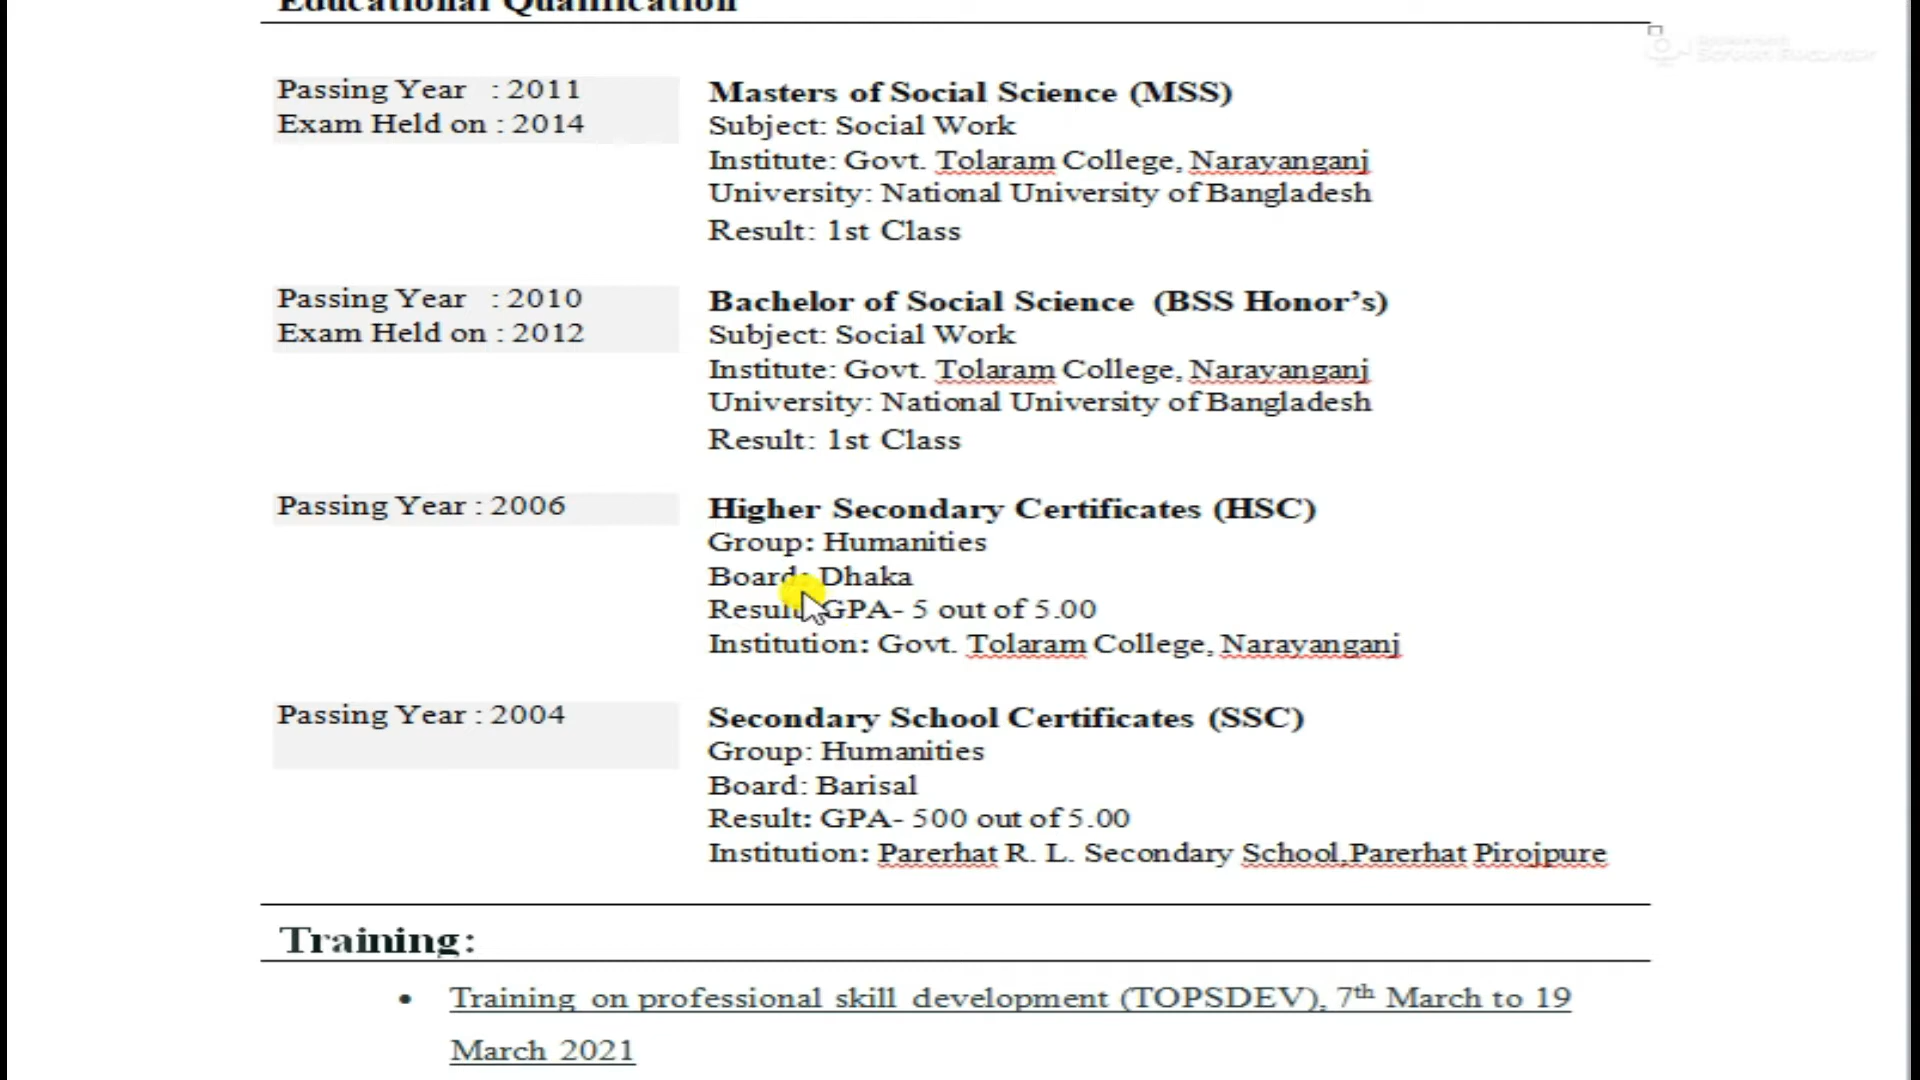 Educational Qualification
Passing Year : 2011
Exam Held on : 2014
Masters of Social Science (MSS)
Subject: Social Work
Institute: Govt. Tolaram College, Narayanganj
University: National University of Bangladesh
Result: 1st Class
Passing Year : 2010
Exam Held on : 2012
Bachelor of Social Science (BSS Honor’s)
Subject: Social Work
Institute: Govt. Tolaram College, Narayanganj
University: National University of Bangladesh
Result: 1st Class
Passing Year : 2006
Higher Secondary Certificates (HSC)
Group: Humanities
Board: Dhaka
Result: GPA- 5 out of 5.00
Institution: Govt. Tolaram College, Narayanganj
Passing Year : 2004
Secondary School Certificates (SSC)
Group: Humanities
Board: Barisal
Result: GPA- 500 out of 5.00
Institution: Parerhat R. L. Secondary School,Parerhat Pirojpure
Training:
• Training on professional skill development (TOPSDEV), 7th March to 19
March 2021
Screen Recorder